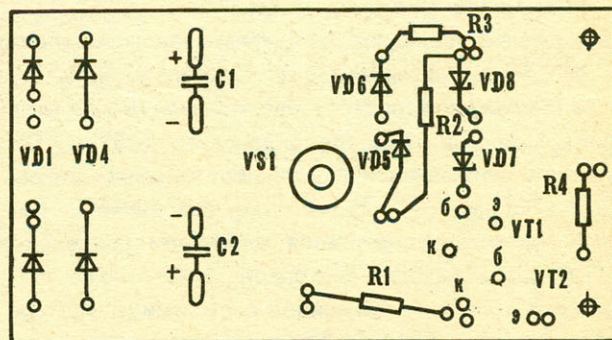 R3
+ C1 VD6 VD8
R2
-
VD1 VD4 VS1 VD5 VD7
R4
- б э
C2 VT1
+ к б
R1 VT2
к
э